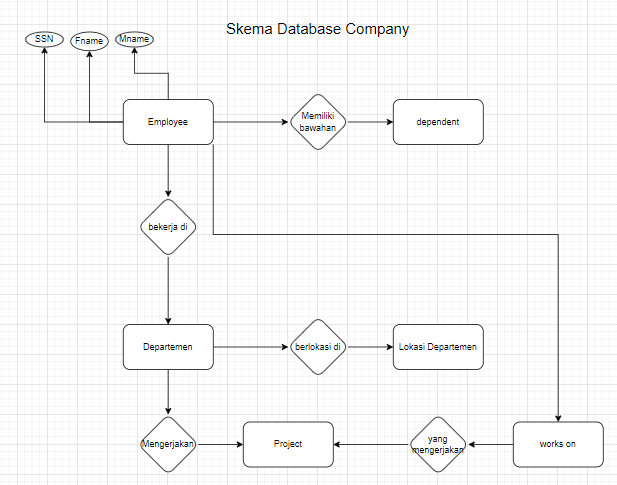 Skema Database Company
SSN
Fname
Mname
Employee
Memiliki
bawahan
dependent
bekerja di
Departemen
berlokasi di
Lokasi Departemen
Mengerjakan
Project
yang
mengerjakan
works on